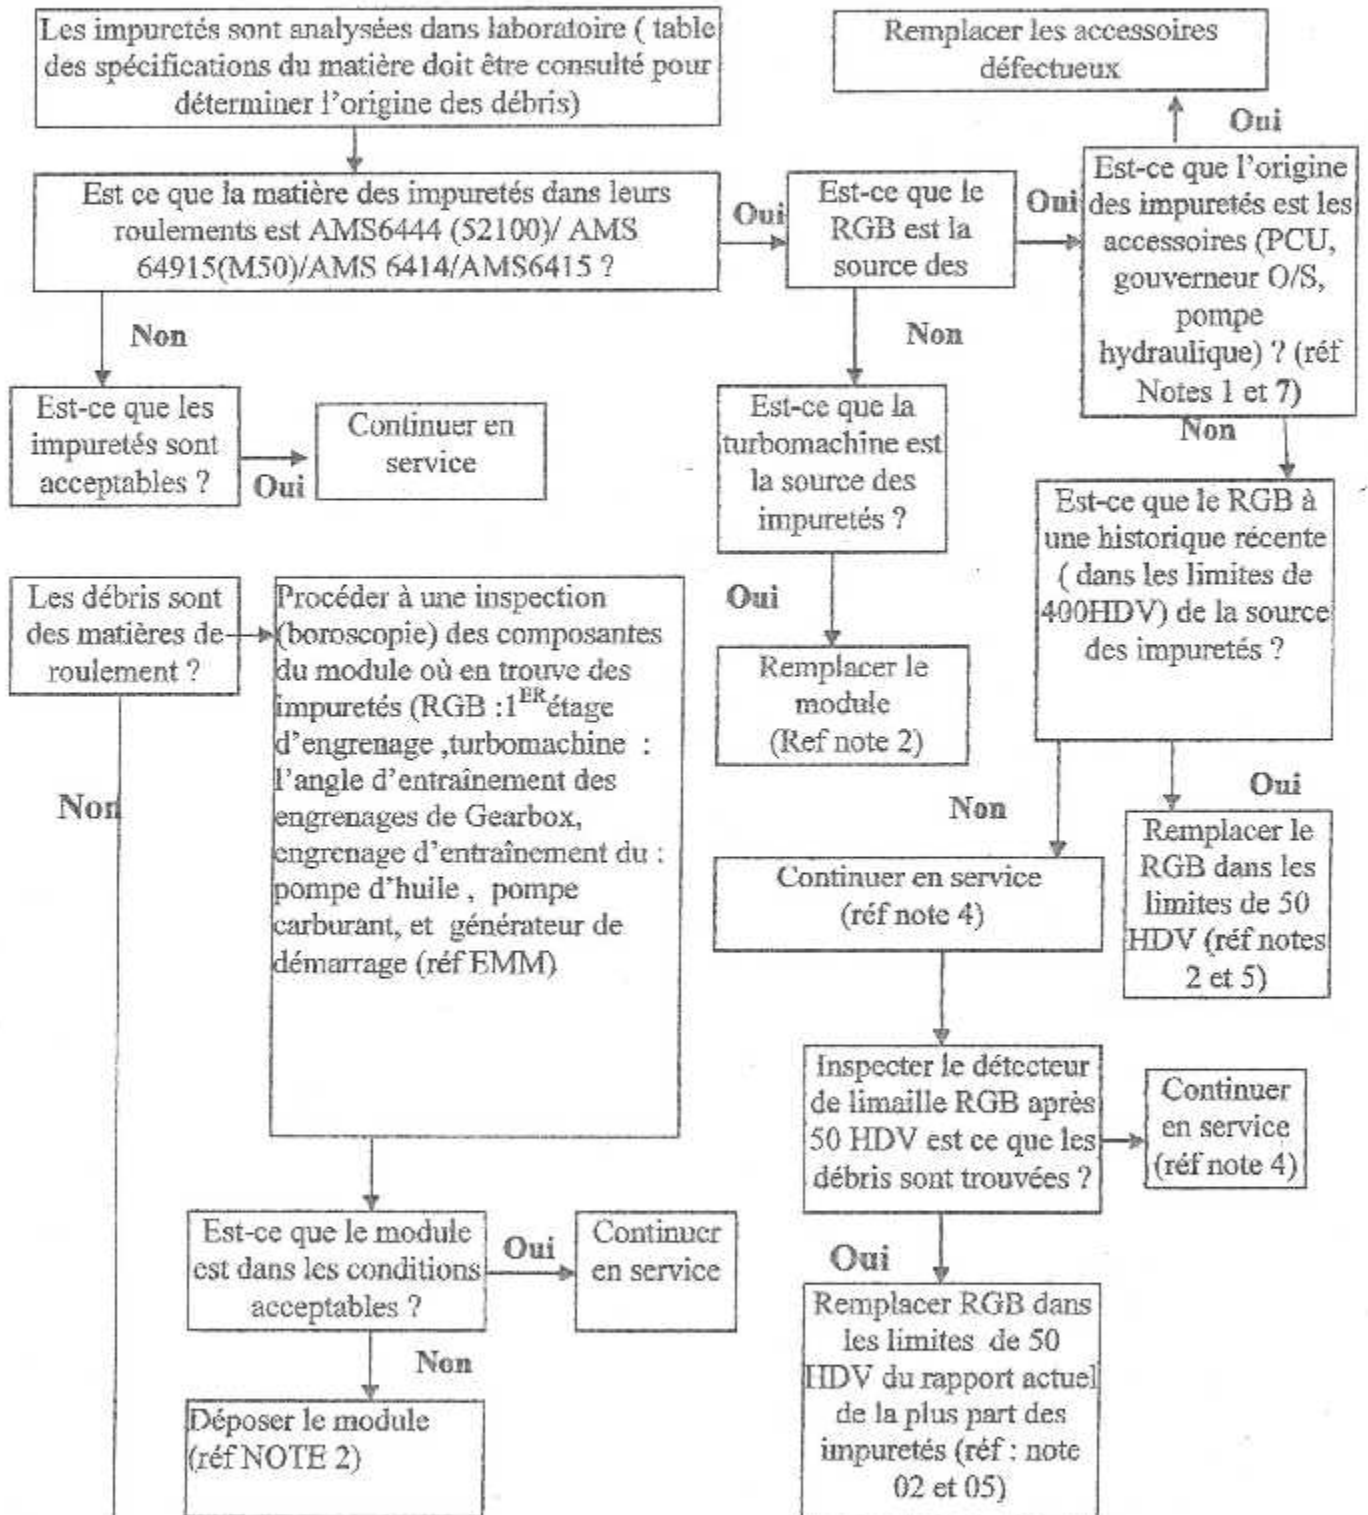 Les impuretés sont analysées dans laboratoire ( table
des spécifications du matière doit être consulté pour
déterminer l'origine des débris)
Remplacer les accessoires
défectueux
Oui
Est ce que la matière des impuretés dans leurs
roulements est AMS6444 (52100)/ AMS
64915(M50)/AMS 6414/AMS6415 ?
Oui
Est-ce que le
RGB est la
source des
Oui
Est-ce que l'origine
des impuretés est les
accessoires (PCU,
gouverneur O/S,
pompe
hydraulique) ? (réf
Notes 1 et 7)
Non
Non
Non
Est-ce que les
impuretés sont
acceptables ?
Oui
Continuer en
service
Est-ce que la
turbomachine est
la source des
impuretés ?
Oui
Remplacer le
module
(Ref note 2)
Est-ce que le RGB à
une historique récente
( dans les limites de
400HDV) de la source
des impuretés ?
Non
Oui
Remplacer le
RGB dans les
limites de 50
HDV (réf notes
2 et 5)
Les débris sont
des matières de
roulement ?
Non
Procéder à une inspection
(boroscopie) des composantes
du module où en trouve des
impuretés (RGB :1ER étage
d'engrenage ,turbomachine :
l'angle d'entraînement des
engrenages de Gearbox,
engrenage d'entraînement du :
pompe d'huile , pompe
carburant, et générateur de
démarrage (réf EMM)
Continuer en service
(réf note 4)
Inspecter le détecteur
de limaille RGB après
50 HDV est ce que les
débris sont trouvées ?
Continuer
en service
(réf note 4)
Oui
Remplacer RGB dans
les limites de 50
HDV du rapport actuel
de la plus part des
impuretés (réf : note
02 et 05)
Est-ce que le module
est dans les conditions
acceptables ?
Oui
Continuer
en service
Non
Déposer le module
(réf NOTE 2)